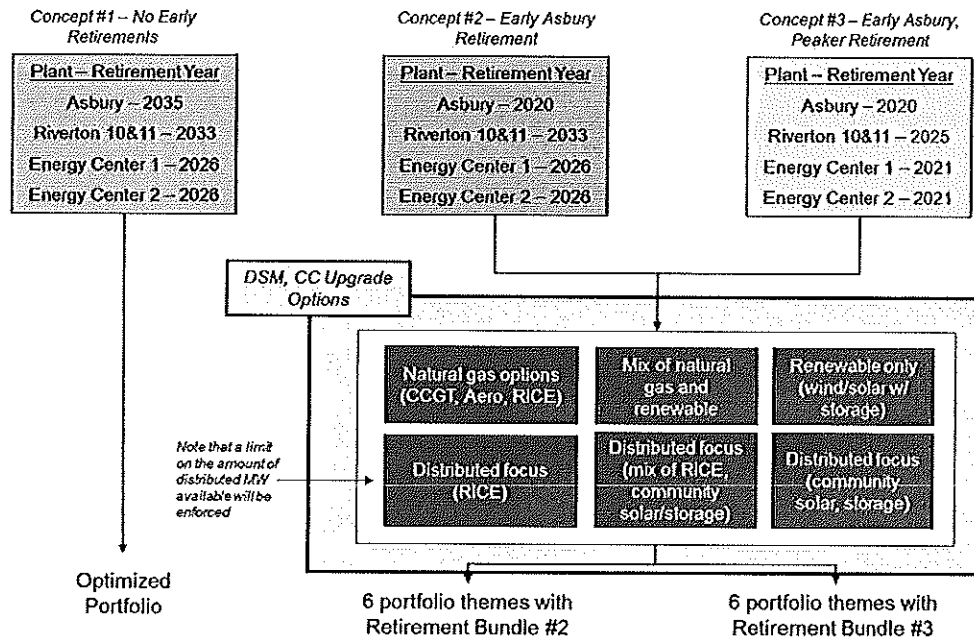 Concept #1 – No Early
Retirements
Plant – Retirement Year
Asbury – 2035
Riverton 10&11 – 2033
Energy Center 1 – 2026
Energy Center 2 – 2026
Concept #2 – Early Asbury
Retirement
Plant – Retirement Year
Asbury – 2020
Riverton 10&11 – 2033
Energy Center 1 – 2026
Energy Center 2 – 2026
Concept #3 – Early Asbury,
Peaker Retirement
Plant – Retirement Year
Asbury – 2020
Riverton 10&11 – 2025
Energy Center 1 – 2021
Energy Center 2 – 2021
DSM, CC Upgrade
Options
Natural gas options
(CCGT, Aero, RICE)
Mix of natural
gas and
renewable
Renewable only
(wind/solar w/
storage)
Note that a limit
on the amount of
distributed MW
available will be
enforced
Distributed focus
(RICE)
Distributed focus
(mix of RICE,
community
solar/storage)
Distributed focus
(community
solar, storage)
Optimized
Portfolio
6 portfolio themes with
Retirement Bundle #2
6 portfolio themes with
Retirement Bundle #3